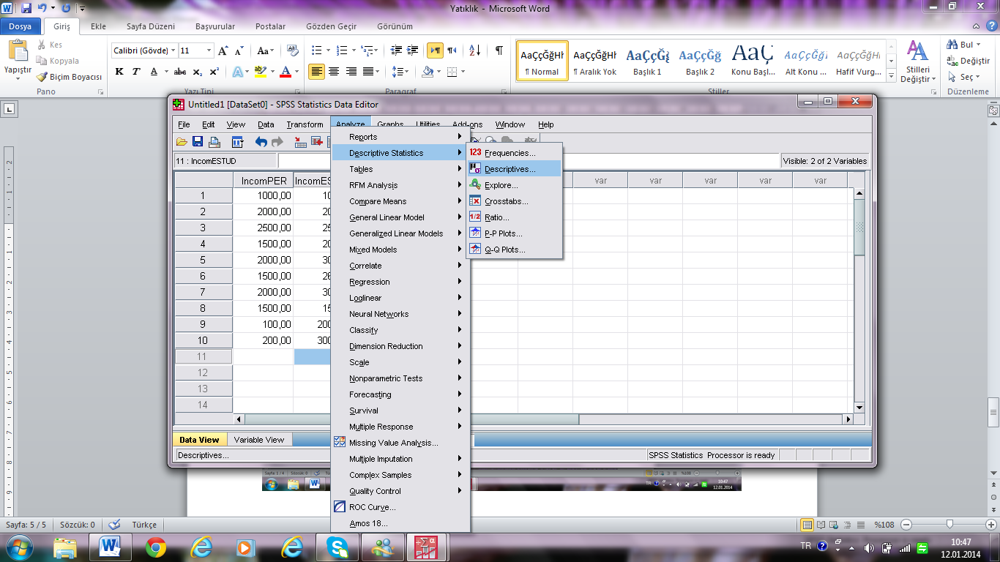 Yatıklık - Microsoft Word
Dosya Giriş Ekle Sayfa Düzeni Başvurular Postalar Gözden Geçir Görünüm
Yapıştır
Kes
Kopyala
Biçim Boyacısı
Pano
Calibri (Gövde) 11
Yazı Tipi
Paragraf
AaÇçĞğHł AaÇçĞğHł AaÇçĞğ AaÇçĞğ AaÇ AaÇçĞğH AaÇçĞğHı
¶ Normal ¶ Aralık Yok Başlık 1 Başlık 2 Konu Başl... Alt Konu ... Hafif Vurg...
Stiller
Stilleri Değiştir
Bul
Değiştir
Seç
Düzenleme
Untitled1 [DataSet0] - SPSS Statistics Data Editor
File Edit View Data Transform Analyze Graphs Utilities Add-ons Window Help
11 : IncomESTUD
Visible: 2 of 2 Variables
IncomPER IncomES var var var var var
1 1000,00 10
2 2000,00 20
3 2500,00 25
4 1500,00 20
5 2000,00 30
6 1500,00 26
7 2000,00 30
8 1500,00 15
9 100,00 200
10 200,00 300
11
12
13
14
Reports
Descriptive Statistics
Tables
RFM Analysis
Compare Means
General Linear Model
Generalized Linear Models
Mixed Models
Correlate
Regression
Loglinear
Neural Networks
Classify
Dimension Reduction
Scale
Nonparametric Tests
Forecasting
Survival
Multiple Response
Missing Value Analysis...
Multiple Imputation
Complex Samples
Quality Control
ROC Curve...
Amos 18...
123 Frequencies...
Descriptives...
Explore...
Crosstabs...
1/2 Ratio...
P-P Plots...
Q-Q Plots...
Data View Variable View
Descriptives...
SPSS Statistics Processor is ready
10:47
12.01.2014
Sayfa: 5 / 5 Sözcük: 0 Türkçe
%108
TR
10:47
12.01.2014